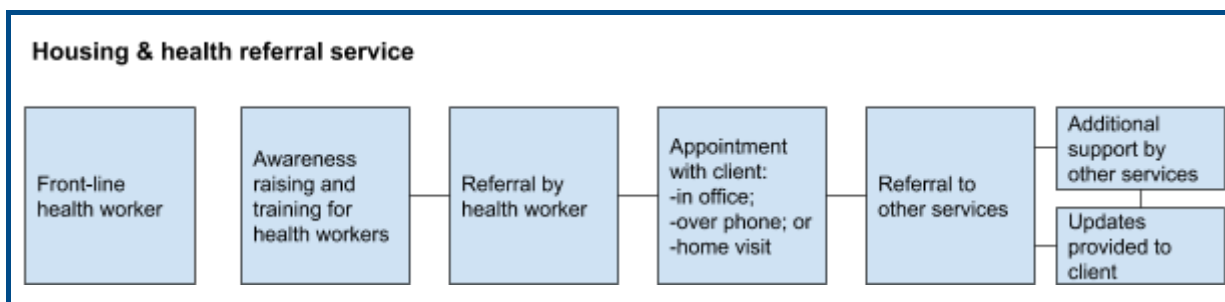 Housing & health referral service
Front-line
health worker
Awareness
raising and
training for
health workers
Referral by
health worker
Appointment
with client:
-in office;
-over phone; or
-home visit
Referral to
other services
Additional
support by
other services
Updates
provided to
client